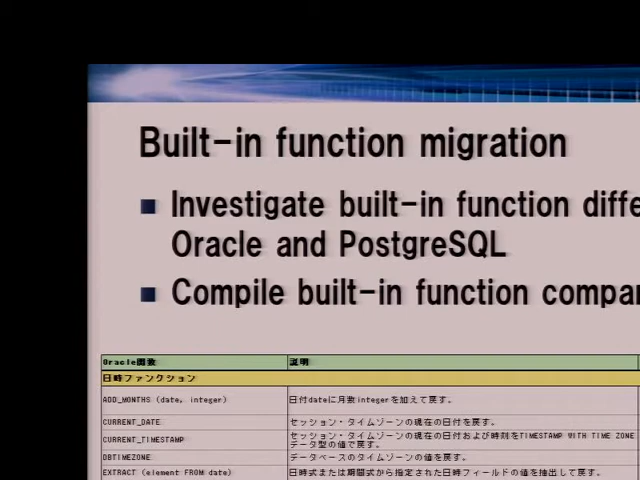 Built-in function migration
Investigate built-in function
Oracle and PostgreSQL
Compile built-in function
Oracle関数 説明
日時ファンクション
ADD_MONTHS (date, integer) 日付dateに月数integerを加えて戻す。
CURRENT_DATE セッション・タイムゾーンの現在の日付を戻す。
CURRENT_TIMESTAMP セッション・タイムゾーンの現在の日付および時刻をTIMESTAMP WITH TIME ZONE
データ型の値で戻す。
DBTIMEZONE データベースのタイムゾーンの値を戻す。
EXTRACT (element FROM date) 日時式または期間式から指定された日時フィールドの値を抽出して戻す。